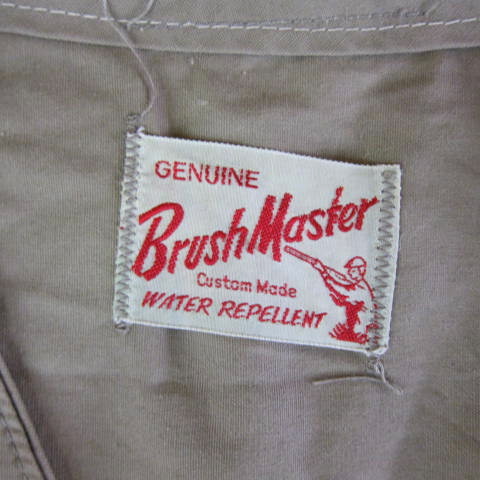 GENUINE
BrushMaster
Custom Made
WATER REPELLENT